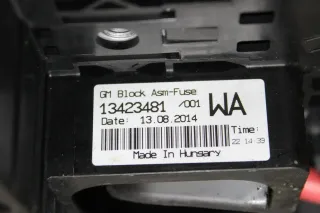 GM Block Asm-Fuse
13423481 /001 WA
Date: 13.08.2014
Time:
22 14:39
Made In Hungary